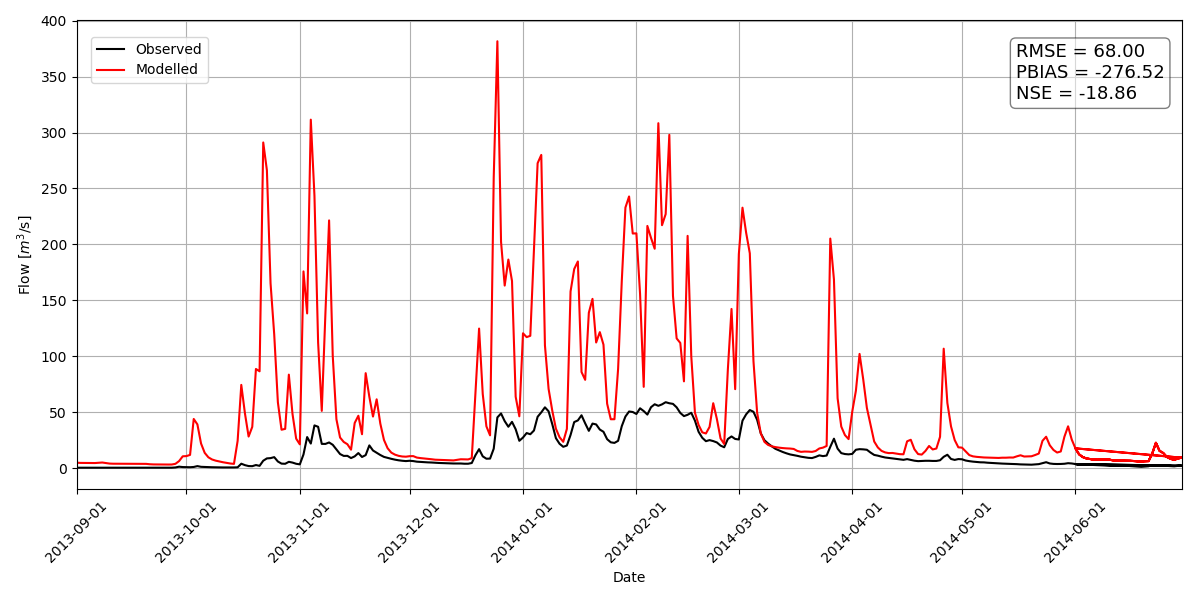 400
350
300
250
200
150
100
50
0
Flow [$m^3$/s]
Observed
Modelled
RMSE = 68.00
PBIAS = -276.52
NSE = -18.86
2013-09-01
2013-10-01
2013-11-01
2013-12-01
2014-01-01
2014-02-01
2014-03-01
2014-04-01
2014-05-01
2014-06-01
Date